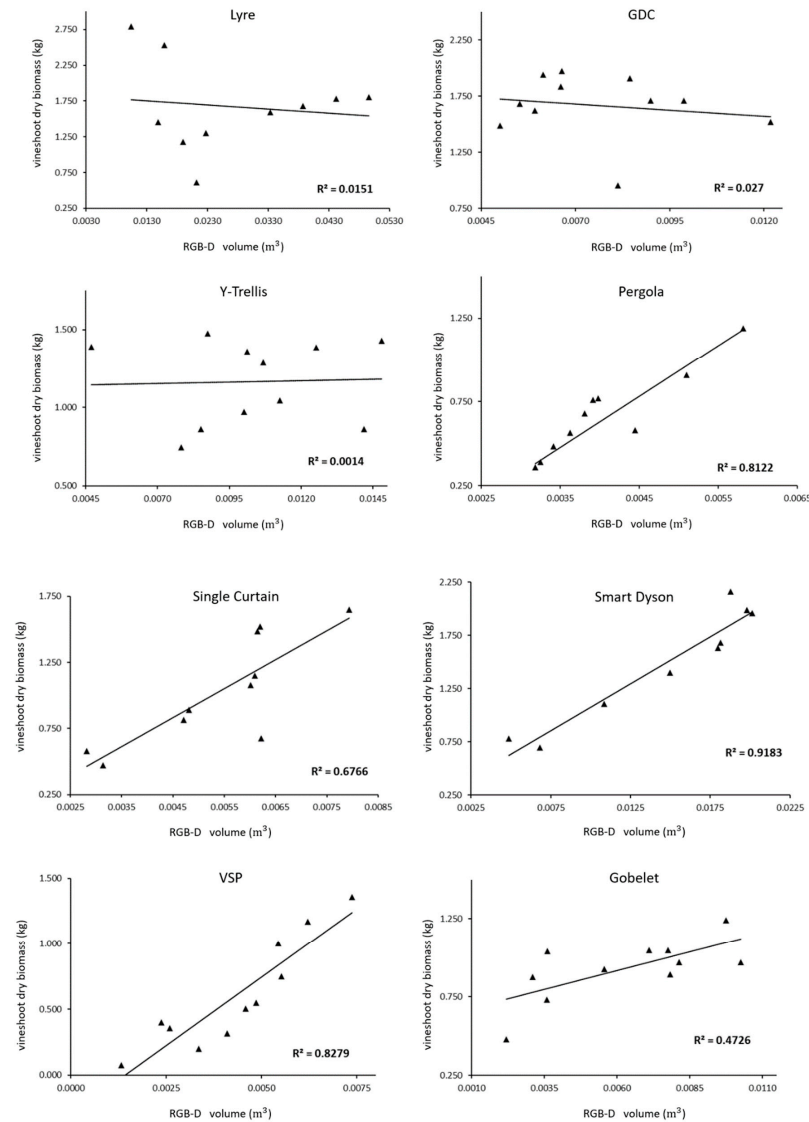 Lyre
vineshoot dry biomass (kg)
2.750
2.250
1.750
1.250
0.750
0.250
R² = 0.0151
0.0030 0.0130 0.0230 0.0330 0.0430 0.0530
RGB-D volume (m³)
GDC
vineshoot dry biomass (kg)
2.250
1.750
1.250
0.750
R² = 0.027
0.0045 0.0070 0.0095 0.0120
RGB-D volume (m³)
Y-Trellis
vineshoot dry biomass (kg)
1.500
1.000
0.500
R² = 0.0014
0.0045 0.0070 0.0095 0.0120 0.0145
RGB-D volume (m³)
Pergola
vineshoot dry biomass (kg)
1.250
0.750
0.250
R² = 0.8122
0.0025 0.0035 0.0045 0.0055 0.0065
RGB-D volume (m³)
Single Curtain
vineshoot dry biomass (kg)
1.750
1.250
0.750
0.250
R² = 0.6766
0.0025 0.0035 0.0045 0.0055 0.0065 0.0075 0.0085
RGB-D volume (m³)
Smart Dyson
vineshoot dry biomass (kg)
2.250
1.750
1.250
0.750
0.250
R² = 0.9183
0.0025 0.0075 0.0125 0.0175 0.0225
RGB-D volume (m³)
VSP
vineshoot dry biomass (kg)
1.500
1.000
0.500
0.000
R² = 0.8279
0.0000 0.0025 0.0050 0.0075
RGB-D volume (m³)
Gobelet
vineshoot dry biomass (kg)
1.250
0.750
0.250
R² = 0.4726
0.0010 0.0035 0.0060 0.0085 0.0110
RGB-D volume (m³)